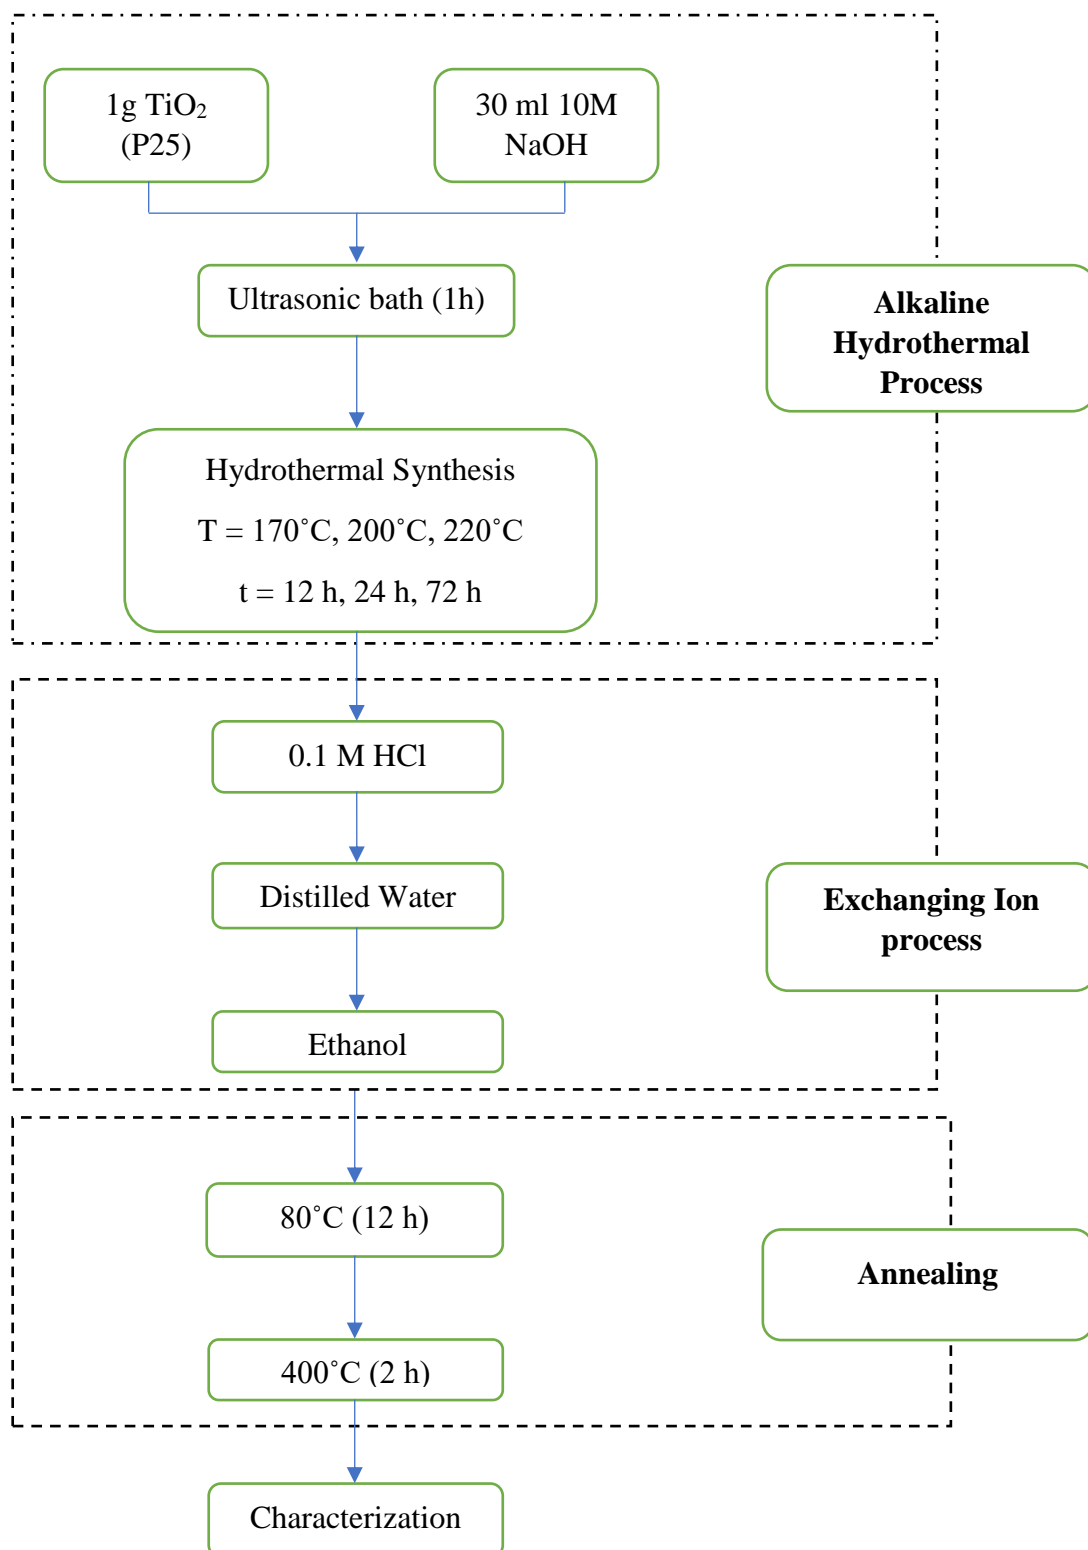 1g TiO₂
(P25)
30 ml 10M
NaOH
Ultrasonic bath (1h)
Alkaline
Hydrothermal
Process
Hydrothermal Synthesis
T = 170˚C, 200˚C, 220˚C
t = 12 h, 24 h, 72 h
0.1 M HCl
Distilled Water
Exchanging Ion
process
Ethanol
80˚C (12 h)
Annealing
400˚C (2 h)
Characterization